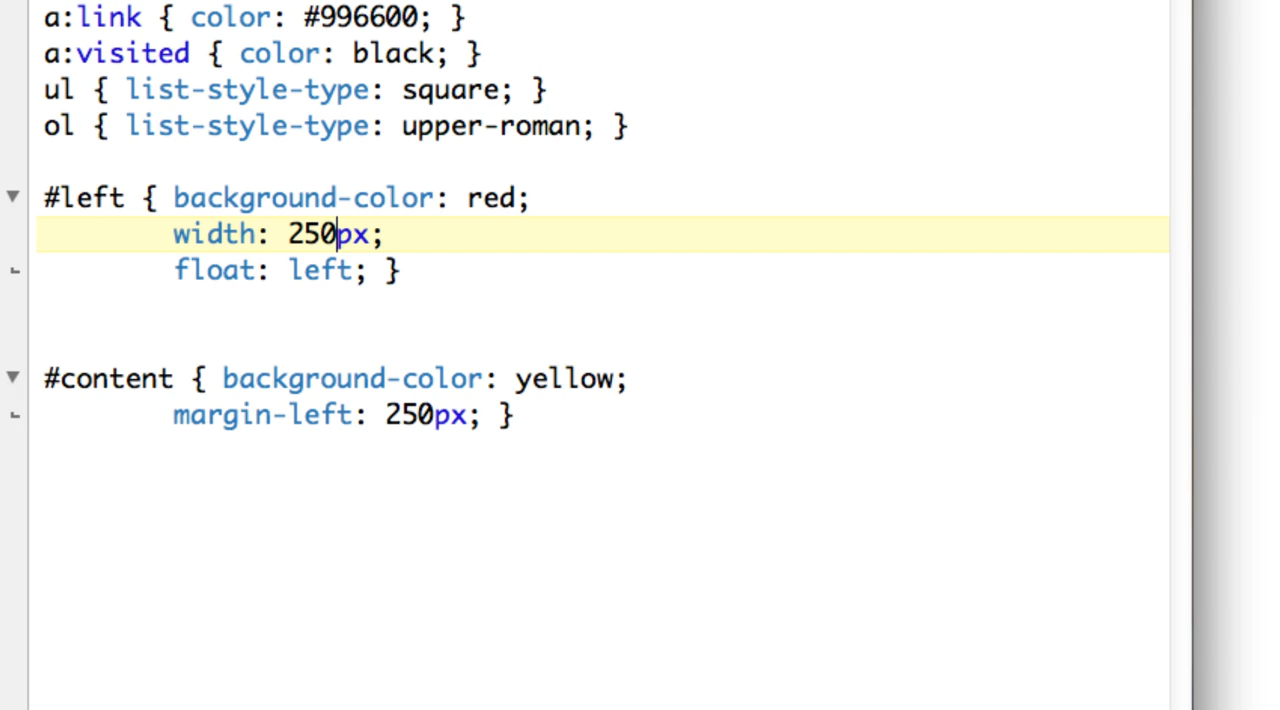 a:link { color: #996600; }
a:visited { color: black; }
ul { list-style-type: square; }
ol { list-style-type: upper-roman; }
#left { background-color: red;
width: 250px;
float: left; }
#content { background-color: yellow;
margin-left: 250px; }